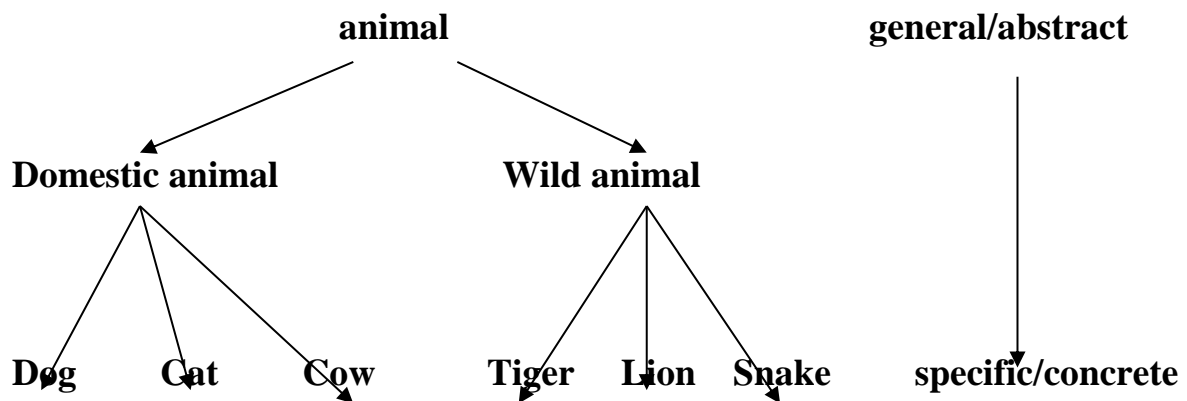 animal general/abstract
Domestic animal Wild animal
Dog Cat Cow Tiger Lion Snake specific/concrete